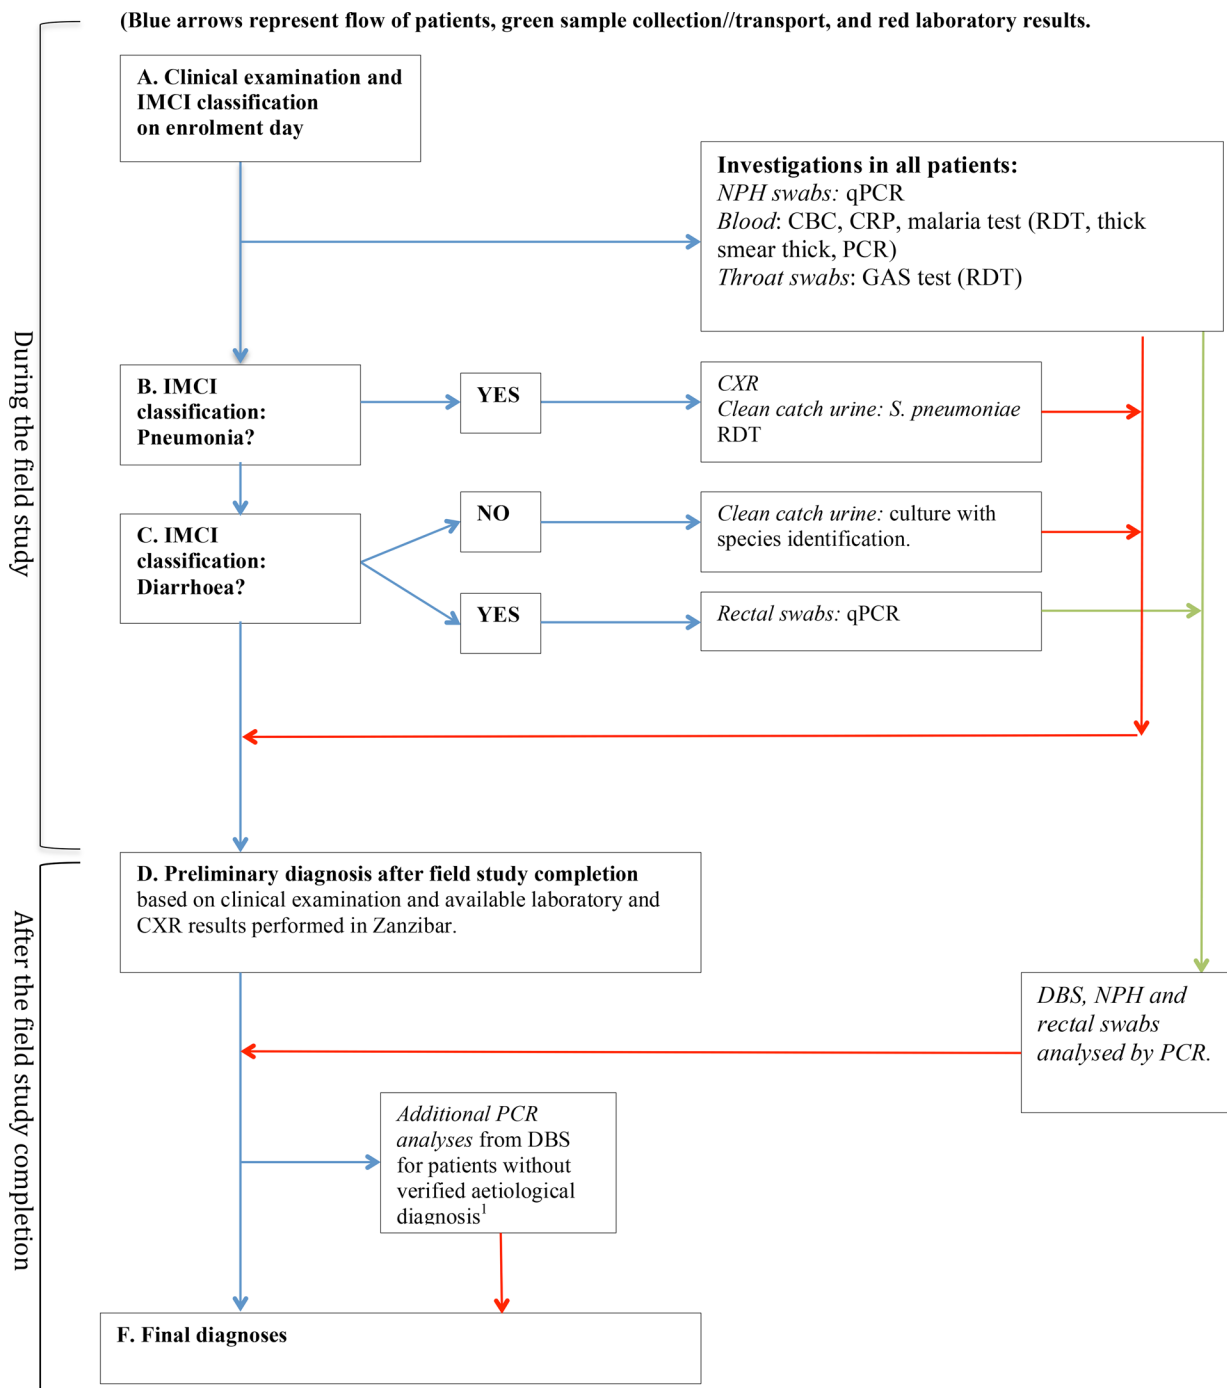 (Blue arrows represent flow of patients, green sample collection//transport, and red laboratory results.
During the field study
A. Clinical examination and
IMCI classification
on enrolment day
Investigations in all patients:
NPH swabs: qPCR
Blood: CBC, CRP, malaria test (RDT, thick
smear thick, PCR)
Throat swabs: GAS test (RDT)
B. IMCI
classification:
Pneumonia?
YES
CXR
Clean catch urine: S. pneumoniae
RDT
C. IMCI
classification:
Diarrhoea?
NO
Clean catch urine: culture with
species identification.
YES
Rectal swabs: qPCR
After the field study completion
D. Preliminary diagnosis after field study completion
based on clinical examination and available laboratory and
CXR results performed in Zanzibar.
DBS, NPH and
rectal swabs
analysed by PCR.
Additional PCR
analyses from DBS
for patients without
verified aetiological
diagnosis¹
F. Final diagnoses